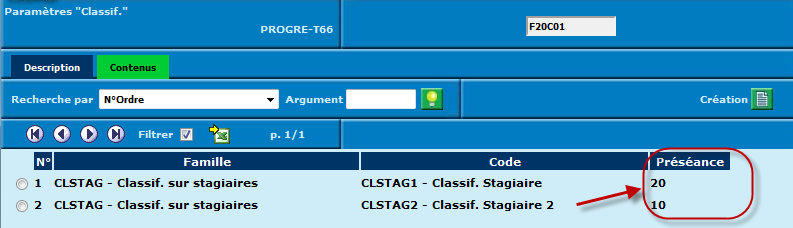 Paramètres "Classif."
PROGRE-T66
F20C01
Description Contenus
Recherche par N°Ordre Argument Création
Filtrer p. 1/1
N° Famille Code Préséance
1 CLSTAG - Classif. sur stagiaires CLSTAG1 - Classif. Stagiaire 20
2 CLSTAG - Classif. sur stagiaires CLSTAG2 - Classif. Stagiaire 2 10